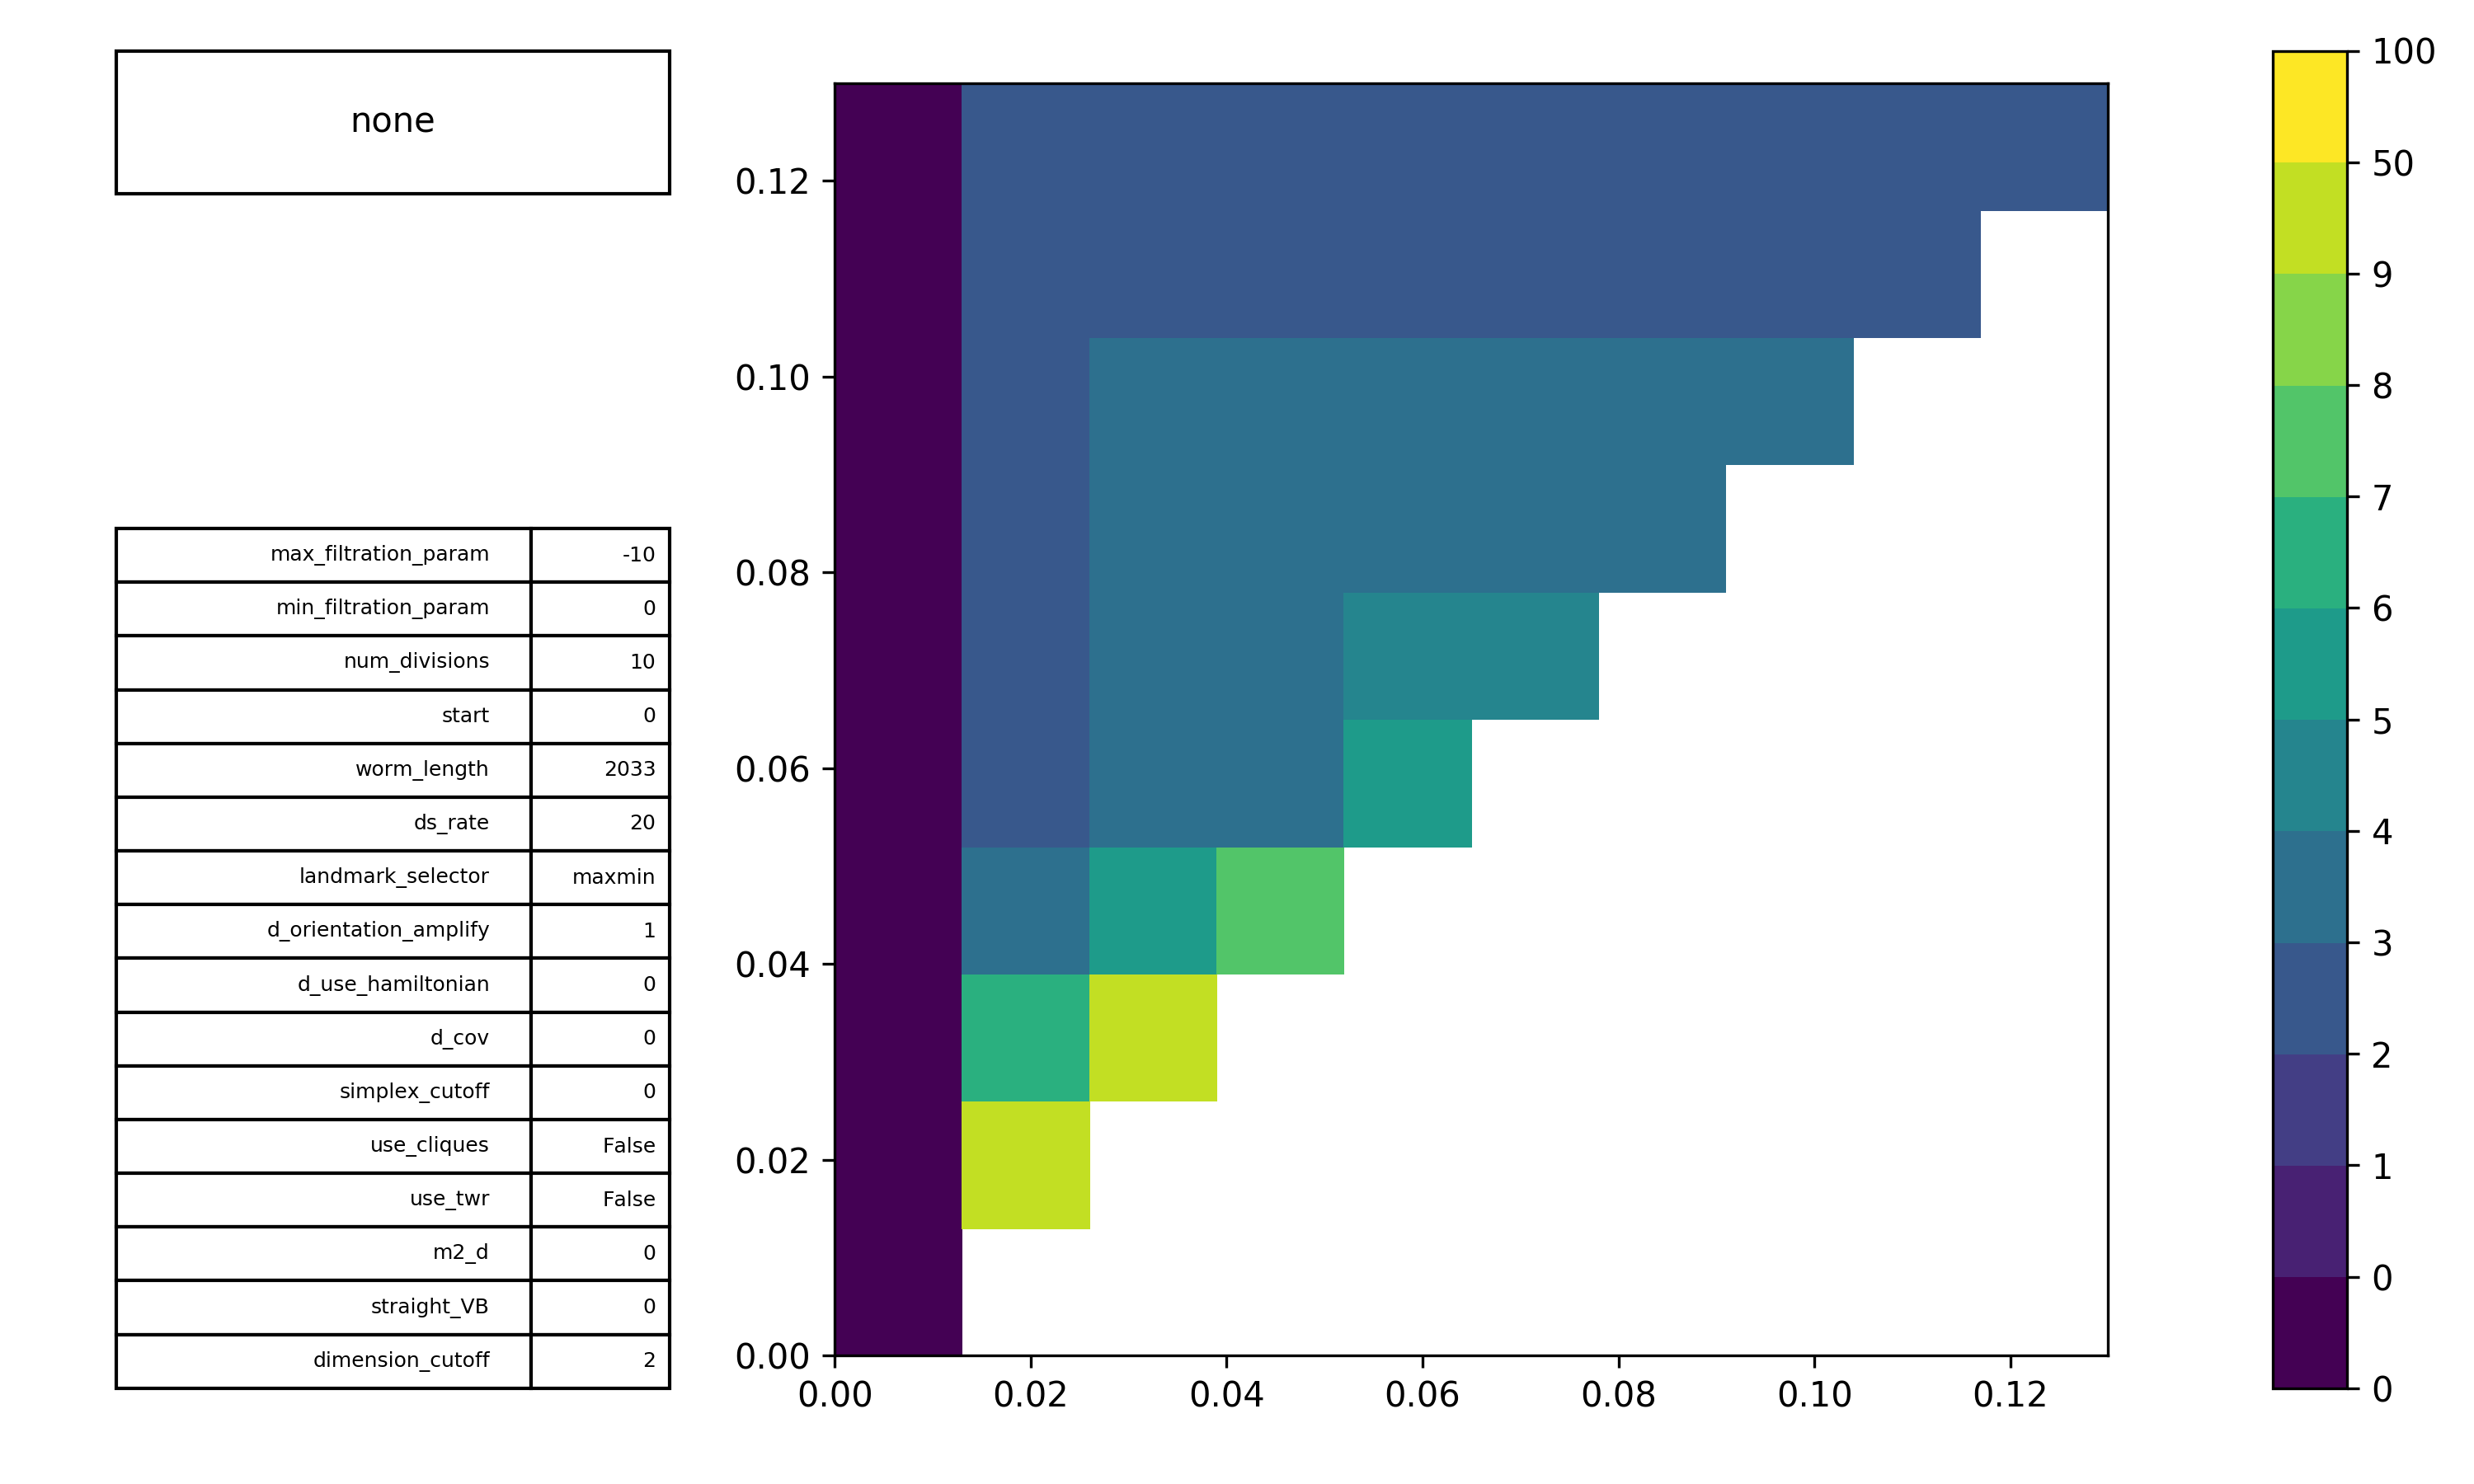 none
max_filtration_param -10
min_filtration_param 0
num_divisions 10
start 0
worm_length 2033
ds_rate 20
landmark_selector maxmin
d_orientation_amplify 1
d_use_hamiltonian 0
d_cov 0
simplex_cutoff 0
use_cliques False
use_twr False
m2_d 0
straight_VB 0
dimension_cutoff 2
0.12
0.10
0.08
0.06
0.04
0.02
0.00
0.00 0.02 0.04 0.06 0.08 0.10 0.12
100
50
9
8
7
6
5
4
3
2
1
0
0